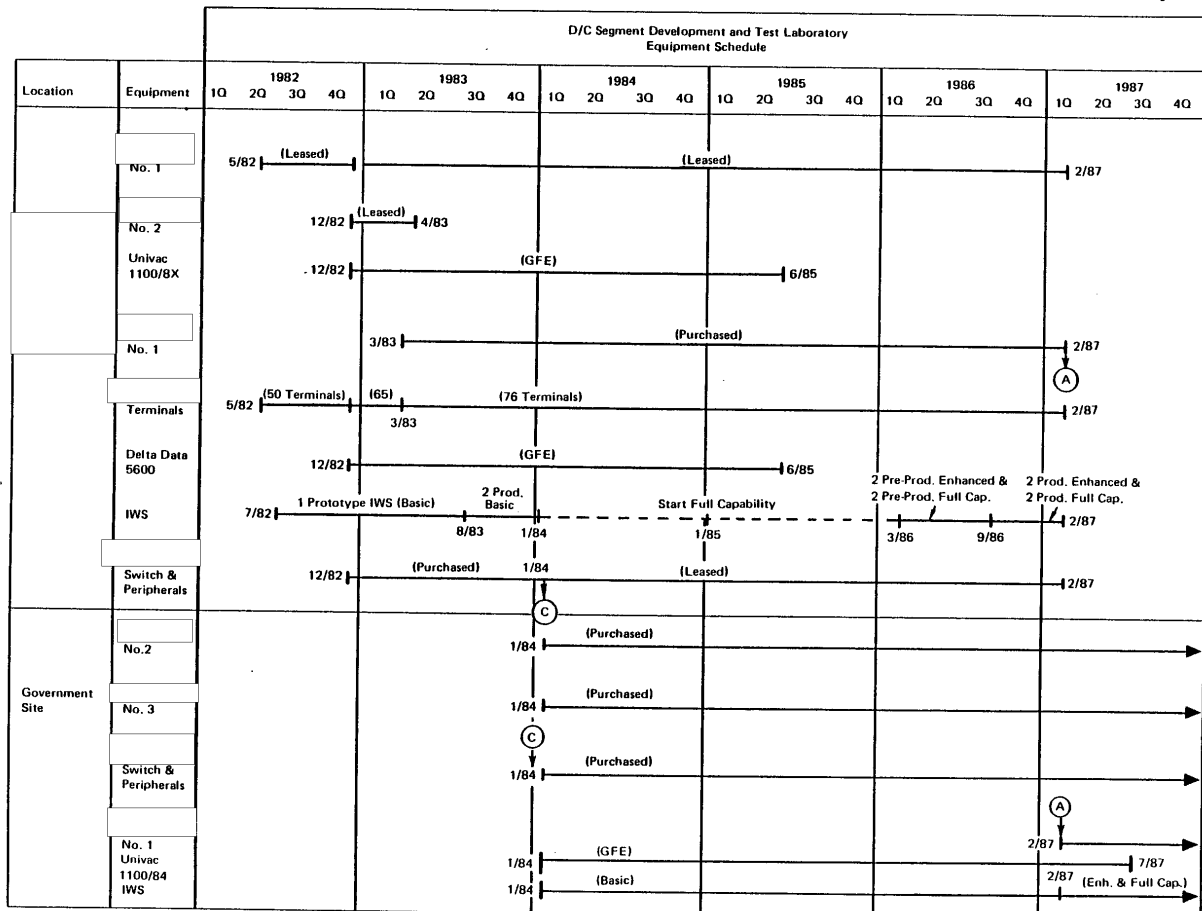 D/C Segment Development and Test Laboratory
Equipment Schedule
Location Equipment 1982 1983 1984 1985 1986 1987
1Q 2Q 3Q 4Q 1Q 2Q 3Q 4Q 1Q 2Q 3Q 4Q 1Q 2Q 3Q 4Q 1Q 2Q 3Q 4Q 1Q 2Q 3Q 4Q
No. 1 5/82 (Leased) (Leased) 2/87
No. 2 12/82 (Leased) 4/83
Univac
1100/8X 12/82 (GFE) 6/85
No. 1 3/83 (Purchased) 2/87
A
Terminals 5/82 (50 Terminals) (65) 3/83 (76 Terminals) 2/87
Delta Data
5600 12/82 (GFE) 6/85
2 Pre-Prod. Enhanced &
2 Pre-Prod. Full Cap.
2 Prod. Enhanced &
2 Prod. Full Cap.
IWS 7/82 1 Prototype IWS (Basic) 8/83 2 Prod.
Basic 1/84 Start Full Capability 1/85 3/86 9/86 2/87
Switch &
Peripherals 12/82 (Purchased) 1/84 (Leased) 2/87
C
Government
Site
No.2 1/84 (Purchased)
No. 3 1/84 (Purchased)
C
Switch &
Peripherals 1/84 (Purchased)
A
No. 1 2/87
Univac
1100/84 1/84 (GFE) 7/87
IWS 1/84 (Basic) 2/87 (Enh. & Full Cap.)